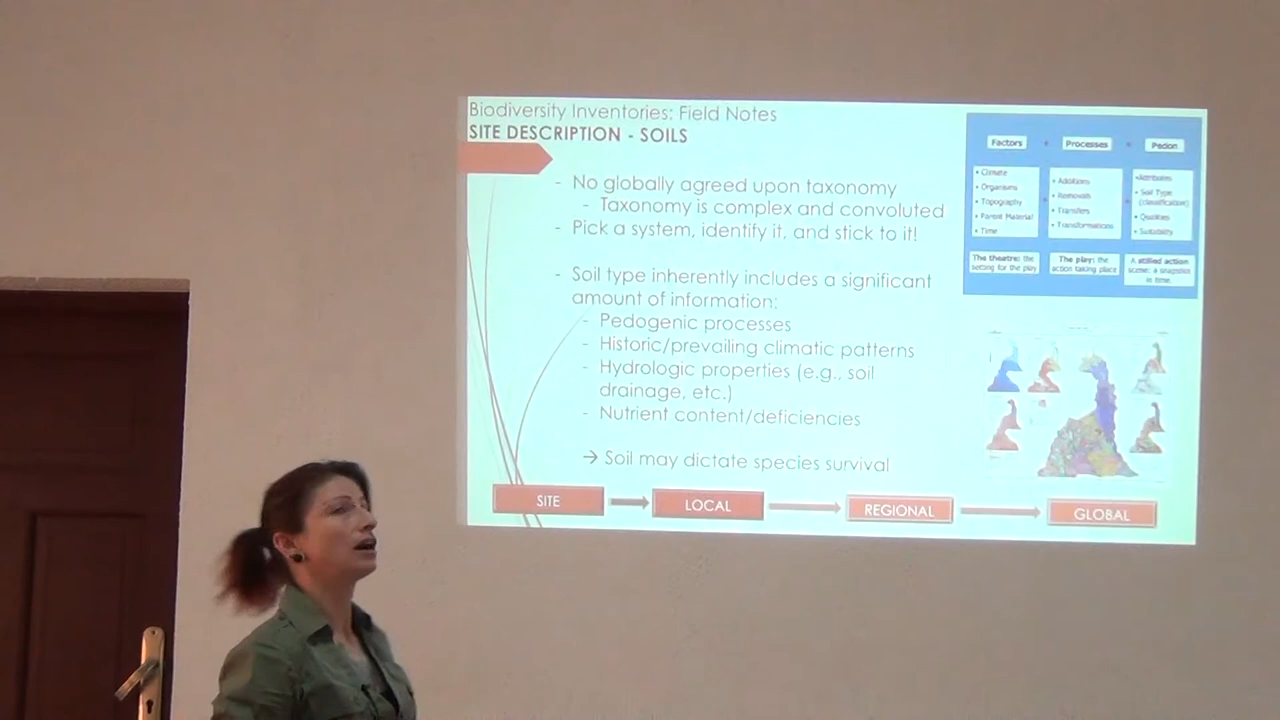 Biodiversity Inventories: Field Notes
SITE DESCRIPTION - SOILS
- No globally agreed upon taxonomy
- Taxonomy is complex and convoluted
- Pick a system, identify it, and stick to it!
- Soil type inherently includes a significant
amount of information:
- Pedogenic processes
- Historic/prevailing climatic patterns
- Hydrologic properties (e.g., soil
drainage, etc.)
- Nutrient content/deficiencies
→ Soil may dictate species survival
SITE
LOCAL
REGIONAL
GLOBAL
Factors
Processes
Pedon
• Climate
• Organisms
• Topography
• Parent Material
• Time
• Additions
• Removals
• Transfers
• Transformations
• Attributes
• Soil Type
(classification)
• Qualities
• Suitability
The theatre: the
setting for the play
The play: the
action taking place
A stilled action
scene: a snapshot
in time.